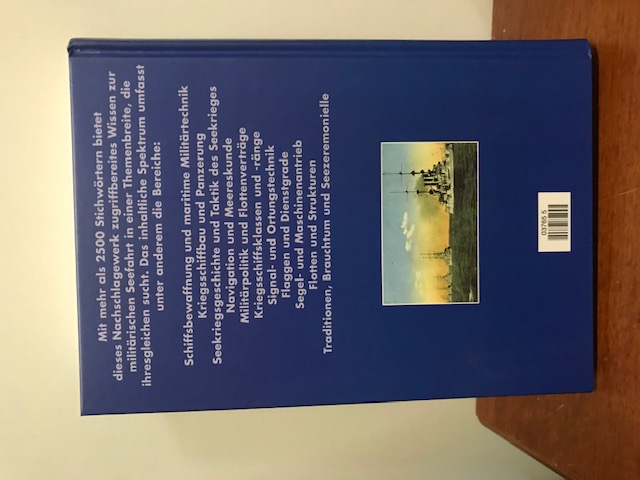 Mit mehr als 2500 Stichwörtern bietet
dieses Nachschlagewerk zugriffbereites Wissen zur
militärischen Seefahrt in einer Themenbreite, die
ihresgleichen sucht. Das inhaltliche Spektrum umfasst
unter anderem die Bereiche:
Schiffsbewaffnung und maritime Militärtechnik
Kriegsschiffbau und Panzerung
Seekriegsgeschichte und Taktik des Seekrieges
Navigation und Meereskunde
Militärpolitik und Flottenverträge
Kriegsschiffsklassen und -ränge
Signal- und Ortungstechnik
Flaggen und Dienstgrade
Segel- und Maschinenantrieb
Flotten und Strukturen
Traditionen, Brauchtum und Seezeremonielle
03765 5